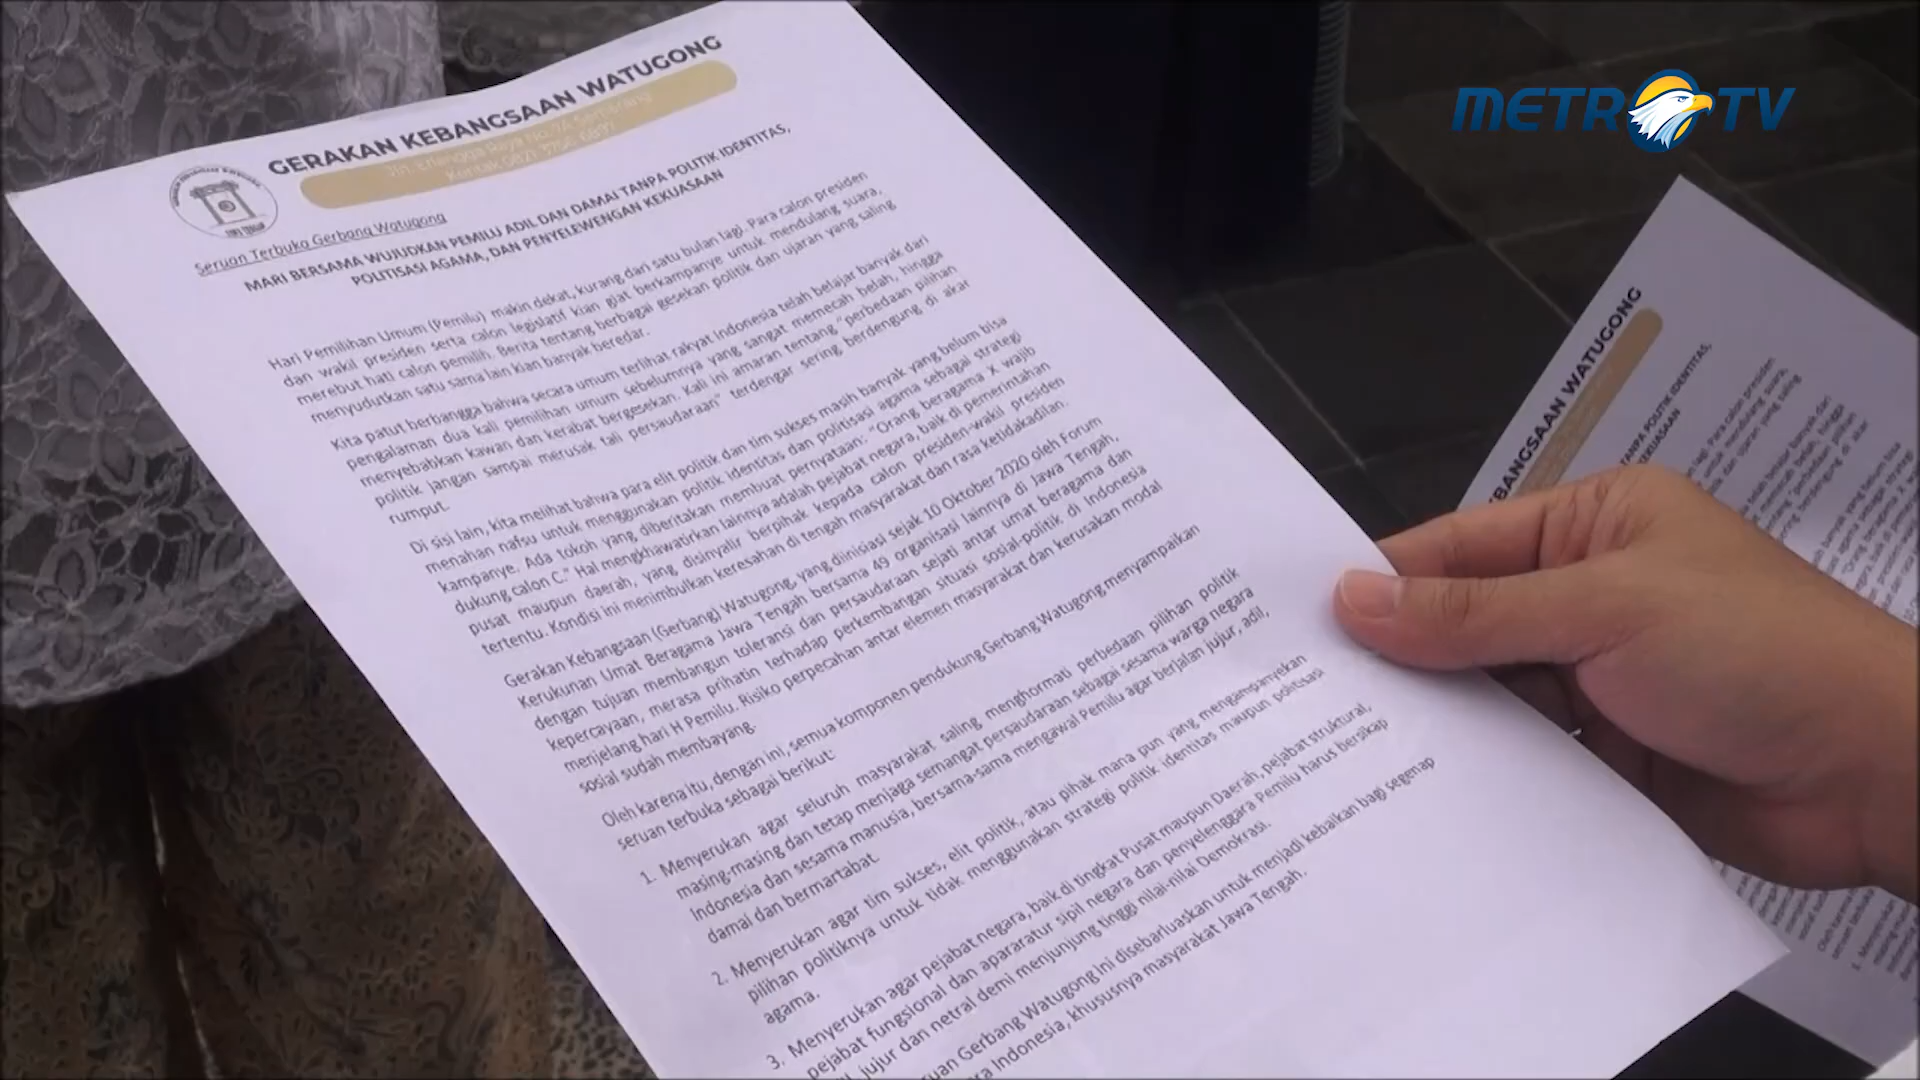 METRO TV
GERAKAN KEBANGSAAN WATUGONG
Jln. Erlangga Raya No. 7A Semarang
Kontak 0821 3756 6897
Seruan Terbuka Gerbang Watugong
MARI BERSAMA WUJUDKAN PEMILU ADIL DAN DAMAI TANPA POLITIK IDENTITAS,
POLITISASI AGAMA, DAN PENYELEWENGAN KEKUASAAN
Hari Pemilihan Umum (Pemilu) makin dekat, kurang dari satu bulan lagi. Para calon presiden
dan wakil presiden serta calon legislatif kian giat berkampanye untuk mendulang suara,
merebut hati calon pemilih. Berita tentang berbagai gesekan politik dan ujaran yang saling
menyudutkan satu sama lain kian banyak beredar.
Kita patut berbangga bahwa secara umum terlihat rakyat Indonesia telah belajar banyak dari
pengalaman dua kali pemilihan umum sebelumnya yang sangat memecah belah, hingga
menyebabkan kawan dan kerabat bergesekan. Kali ini amaran tentang "perbedaan pilihan
politik jangan sampai merusak tali persaudaraan" terdengar sering berdengung di akar
rumput.
Di sisi lain, kita melihat bahwa para elit politik dan tim sukses masih banyak yang belum bisa
menahan nafsu untuk menggunakan politik identitas dan politisasi agama sebagai strategi
kampanye. Ada tokoh yang diberitakan membuat pernyataan: "Orang beragama X wajib
dukung calon C." Hal mengkhawatirkan lainnya adalah pejabat negara, baik di pemerintahan
pusat maupun daerah, yang disinyalir berpihak kepada calon presiden-wakil presiden
tertentu. Kondisi ini menimbulkan keresahan di tengah masyarakat dan rasa ketidakadilan.
Gerakan Kebangsaan (Gerbang) Watugong, yang diinisiasi sejak 10 Oktober 2020 oleh Forum
Kerukunan Umat Beragama Jawa Tengah bersama 49 organisasi lainnya di Jawa Tengah,
dengan tujuan membangun toleransi dan persaudaraan sejati antar umat beragama dan
kepercayaan, merasa prihatin terhadap perkembangan situasi sosial-politik di Indonesia
menjelang hari H Pemilu. Risiko perpecahan antar elemen masyarakat dan kerusakan modal
sosial sudah membayang.
Oleh karena itu, dengan ini, semua komponen pendukung Gerbang Watugong menyampaikan
seruan terbuka sebagai berikut:
1. Menyerukan agar seluruh masyarakat saling menghormati perbedaan pilihan politik
masing-masing dan tetap menjaga semangat persaudaraan sebagai sesama warga negara
Indonesia dan sesama manusia, bersama-sama mengawal Pemilu agar berjalan jujur, adil,
damai dan bermartabat.
2. Menyerukan agar tim sukses, elit politik, atau pihak mana pun yang mengampanyekan
pilihan politiknya untuk tidak menggunakan strategi politik identitas maupun politisasi
agama.
3. Menyerukan agar pejabat negara, baik di tingkat Pusat maupun Daerah, pejabat struktural,
pejabat fungsional dan apararatur sipil negara dan penyelenggara Pemilu harus bersikap
jujur dan netral demi menjunjung tinggi nilai-nilai Demokrasi.
Gerbang Watugong ini disebarluaskan untuk menjadi kebaikan bagi segenap
Indonesia, khususnya masyarakat Jawa Tengah.
WATUGONG